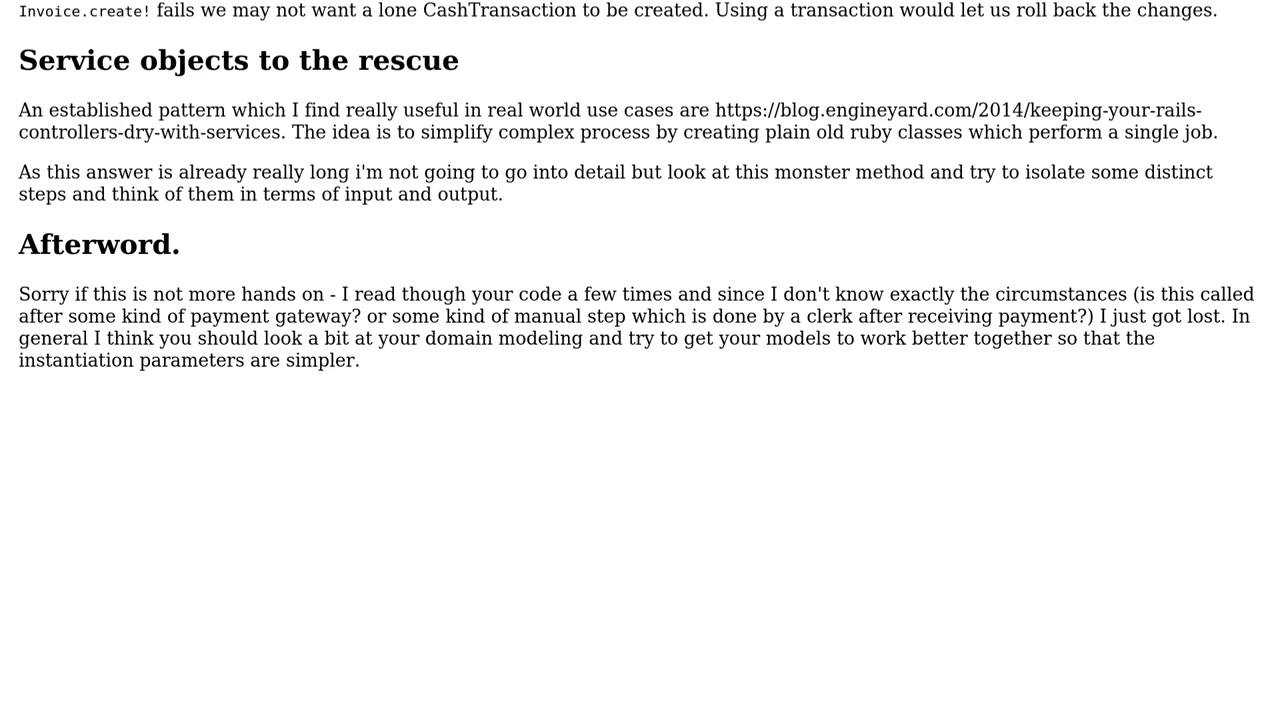 Invoice.create! fails we may not want a lone CashTransaction to be created. Using a transaction would let us roll back the changes.
Service objects to the rescue
An established pattern which I find really useful in real world use cases are https://blog.engineyard.com/2014/keeping-your-rails-
controllers-dry-with-services. The idea is to simplify complex process by creating plain old ruby classes which perform a single job.
As this answer is already really long i'm not going to go into detail but look at this monster method and try to isolate some distinct
steps and think of them in terms of input and output.
Afterword.
Sorry if this is not more hands on - I read though your code a few times and since I don't know exactly the circumstances (is this called
after some kind of payment gateway? or some kind of manual step which is done by a clerk after receiving payment?) I just got lost. In
general I think you should look a bit at your domain modeling and try to get your models to work better together so that the
instantiation parameters are simpler.